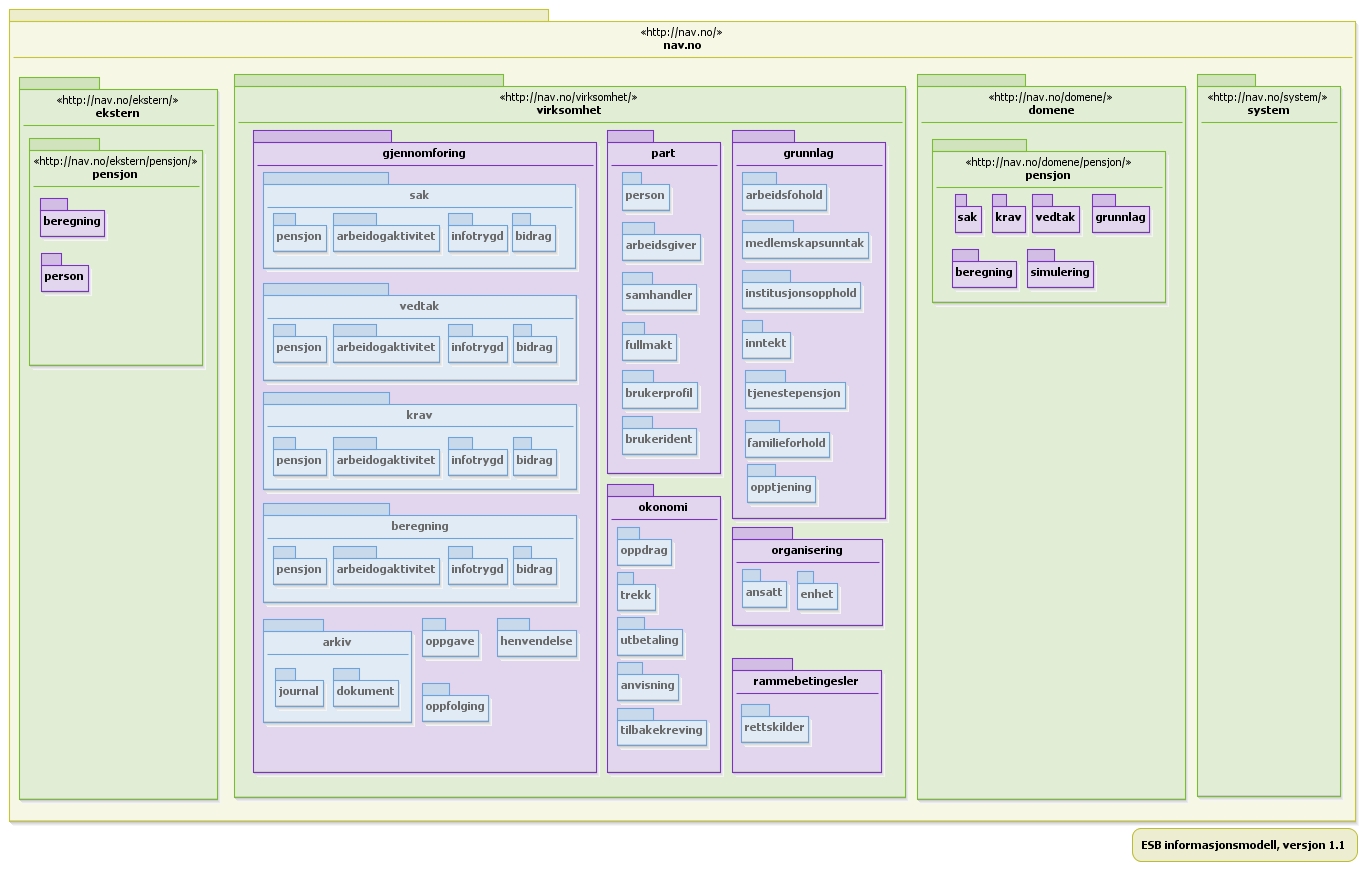 «http://nav.no/»
nav.no
«http://nav.no/ekstern/»
ekstern
«http://nav.no/ekstern/pensjon/»
pensjon
beregning
person
«http://nav.no/virksomhet/»
virksomhet
gjennomforing
sak
pensjon arbeidogaktivitet infotrygd bidrag
vedtak
pensjon arbeidogaktivitet infotrygd bidrag
krav
pensjon arbeidogaktivitet infotrygd bidrag
beregning
pensjon arbeidogaktivitet infotrygd bidrag
arkiv
journal dokument
oppgave henvendelse
oppfolging
part
person
arbeidsgiver
samhandler
fullmakt
brukerprofil
brukerident
okonomi
oppdrag
trekk
utbetaling
anvisning
tilbakekreving
grunnlag
arbeidsfohold
medlemskapsunntak
institusjonsopphold
inntekt
tjenestepensjon
familieforhold
opptjening
organisering
ansatt enhet
rammebetingesler
rettskilder
«http://nav.no/domene/»
domene
«http://nav.no/domene/pensjon/»
pensjon
sak krav vedtak grunnlag
beregning simulering
«http://nav.no/system/»
system
ESB informasjonsmodell, versjon 1.1